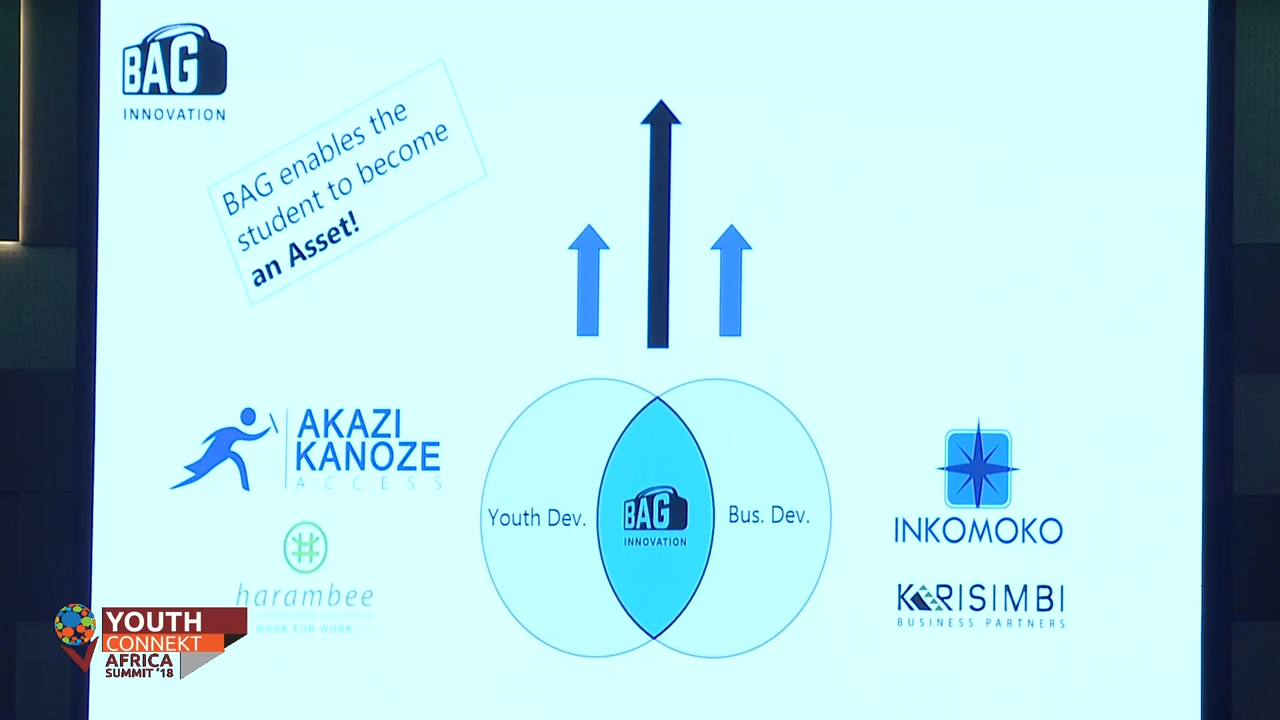 BAG
INNOVATION
BAG enables the
student to become
an Asset!
AKAZI
KANOZE
ACCESS
harambee
WORK FOR WORK
Youth Dev.
BAG
INNOVATION
Bus. Dev.
INKOMOKO
KARISIMBI
BUSINESS PARTNERS
YOUTH
CONNEKT
AFRICA
SUMMIT '18